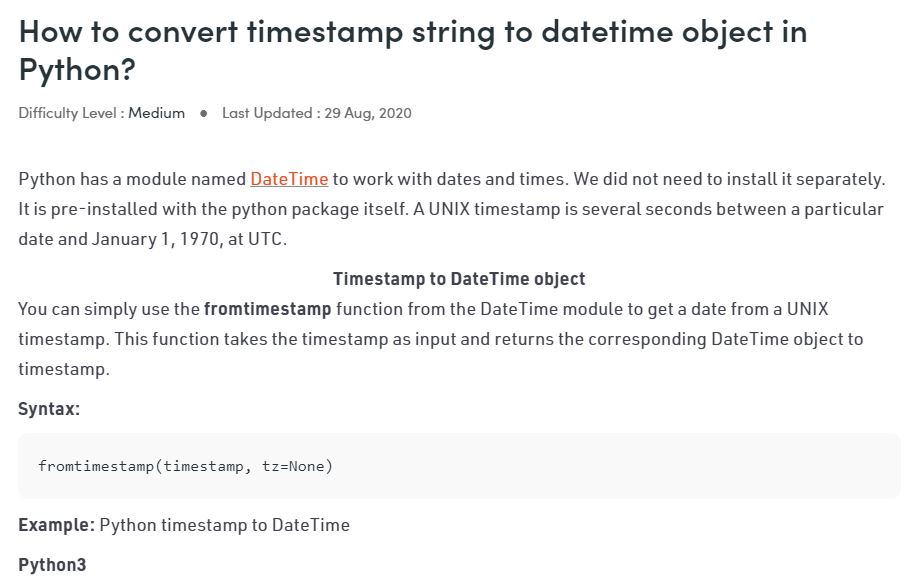 How to convert timestamp string to datetime object in
Python?
Difficulty Level : Medium ● Last Updated : 29 Aug, 2020
Python has a module named DateTime to work with dates and times. We did not need to install it separately.
It is pre-installed with the python package itself. A UNIX timestamp is several seconds between a particular
date and January 1, 1970, at UTC.
Timestamp to DateTime object
You can simply use the fromtimestamp function from the DateTime module to get a date from a UNIX
timestamp. This function takes the timestamp as input and returns the corresponding DateTime object to
timestamp.
Syntax:
fromtimestamp(timestamp, tz=None)
Example: Python timestamp to DateTime
Python3